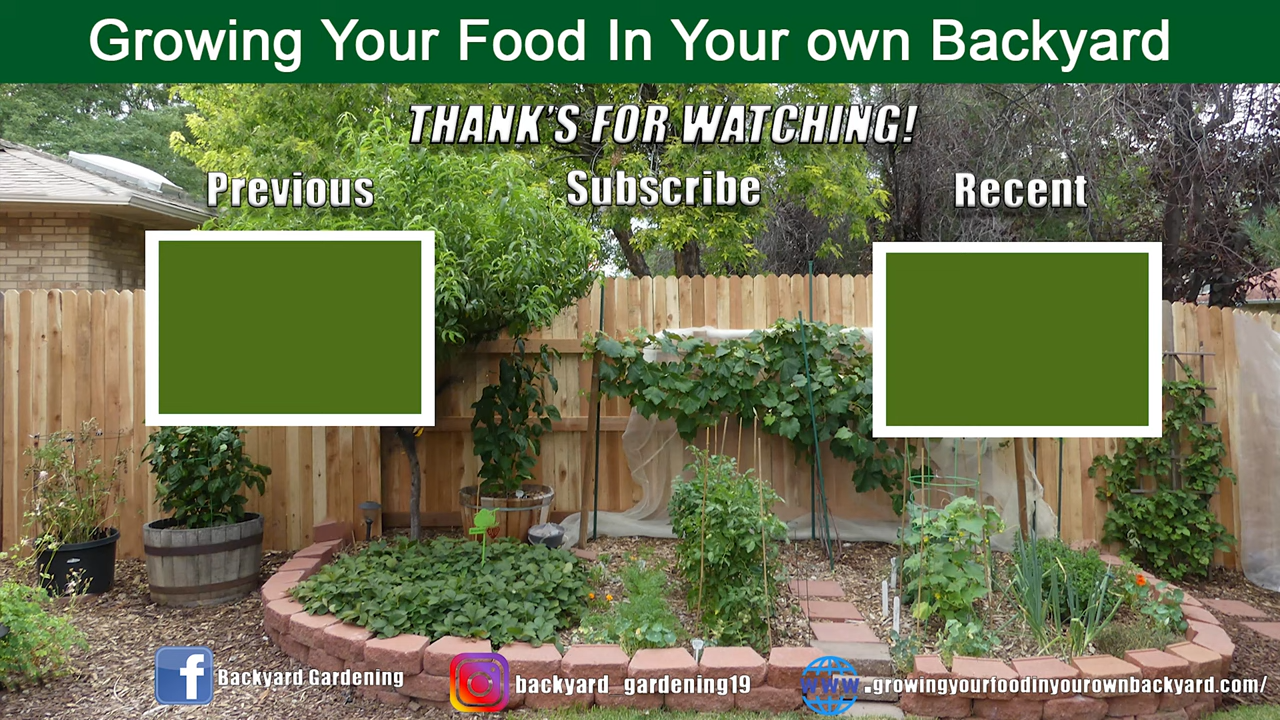 Growing Your Food In Your own Backyard
THANK'S FOR WATCHING!
Previous
Subscribe
Recent
Backyard Gardening
backyard gardening19
www.growingyourfoodinyourownbackyard.com/